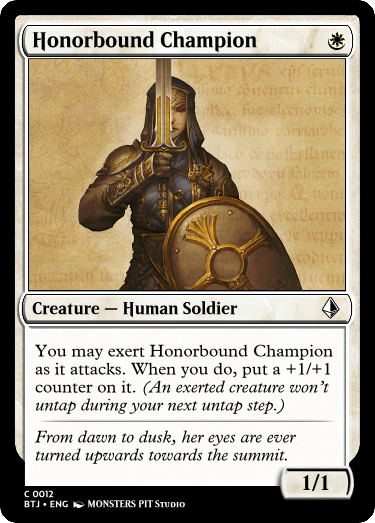 Honorbound Champion
Creature — Human Soldier
You may exert Honorbound Champion
as it attacks. When you do, put a +1/+1
counter on it. (An exerted creature won't
untap during your next untap step.)
From dawn to dusk, her eyes are ever
turned upwards towards the summit.
1/1
C 0012
BTJ • ENG MONSTERS PIT STUDIO